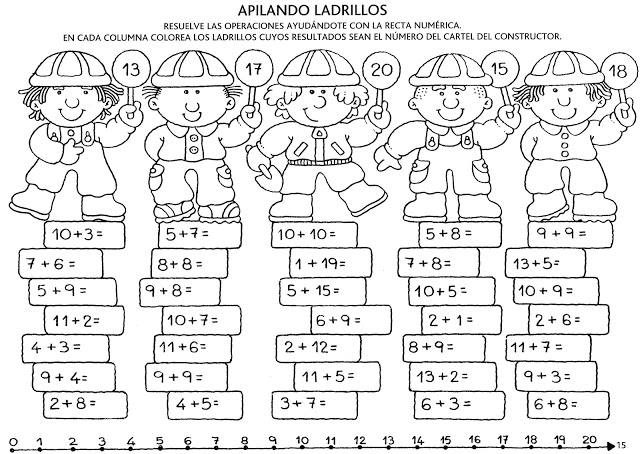 APILANDO LADRILLOS
RESUELVE LAS OPERACIONES AYUDÁNDOTE CON LA RECTA NUMÉRICA.
EN CADA COLUMNA COLOREA LOS LADRILLOS CUYOS RESULTADOS SEAN EL NÚMERO DEL CARTEL DEL CONSTRUCTOR.
13 17 20 15 18
10+3= 5+7= 10+10= 5+8= 9+9=
7+6= 8+8= 1+19= 7+8= 13+5=
5+9= 9+8= 5+15= 10+5= 10+9=
11+2= 10+7= 6+9= 2+1= 2+6=
4+3= 11+6= 2+12= 8+9= 11+7=
9+4= 9+9= 11+5= 13+2= 9+3=
2+8= 4+5= 3+7= 6+3= 6+8=
0 1 2 3 4 5 6 7 8 9 10 11 12 13 14 15 16 17 18 19 20 15